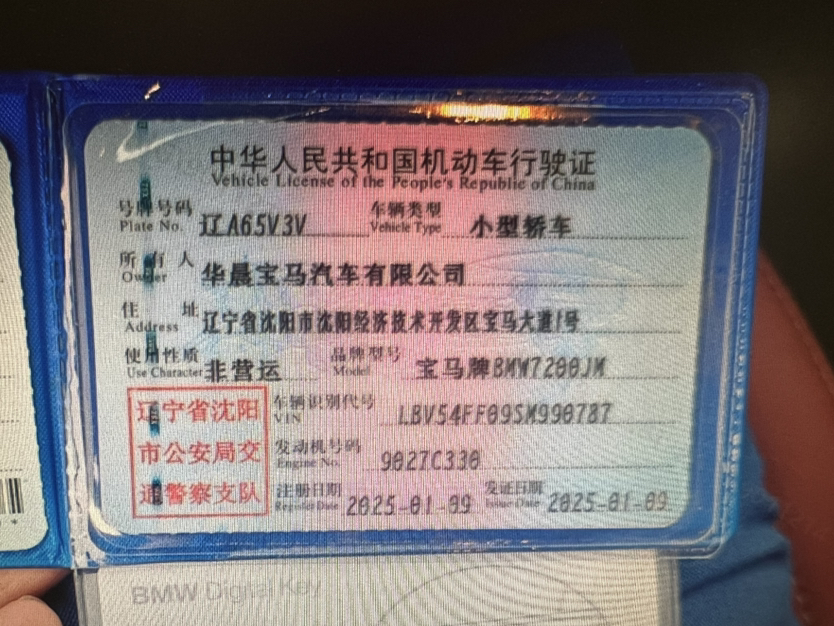 中华人民共和国机动车行驶证
Vehicle License of the People's Republic of China
号牌号码 Plate No. 辽A65V3V 车辆类型 Vehicle Type 小型轿车
所有人 Owner 华晨宝马汽车有限公司
住址 Address 辽宁省沈阳市沈阳经济技术开发区宝马大道1号
使用性质 Use Character 非营运 品牌型号 Model 宝马牌BMW7200JM
车辆识别代号 VIN LBV54FF09SM990787
发动机号码 Engine No. 9027C330
注册日期 Register Date 2025-01-09 发证日期 Issue Date 2025-01-09
辽宁省沈阳
市公安局交
通警察支队
BMW Digital Key